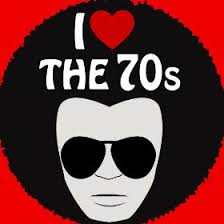 I ❤
THE 70s